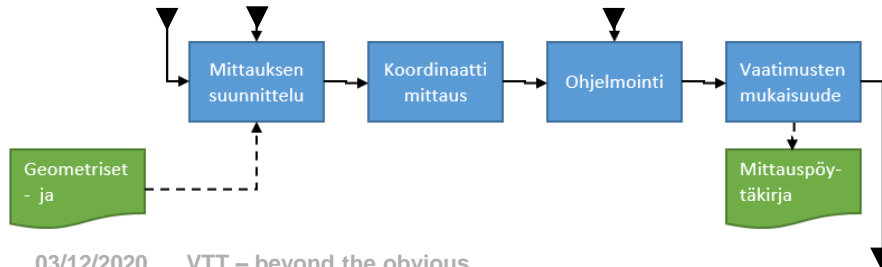 Mittauksen
suunnittelu
Koordinaatti
mittaus
Ohjelmointi
Vaatimusten
mukaisuude
Geometriset
- ja
Mittauspöy-
täkirja
03/12/2020 VTT – beyond the obvious